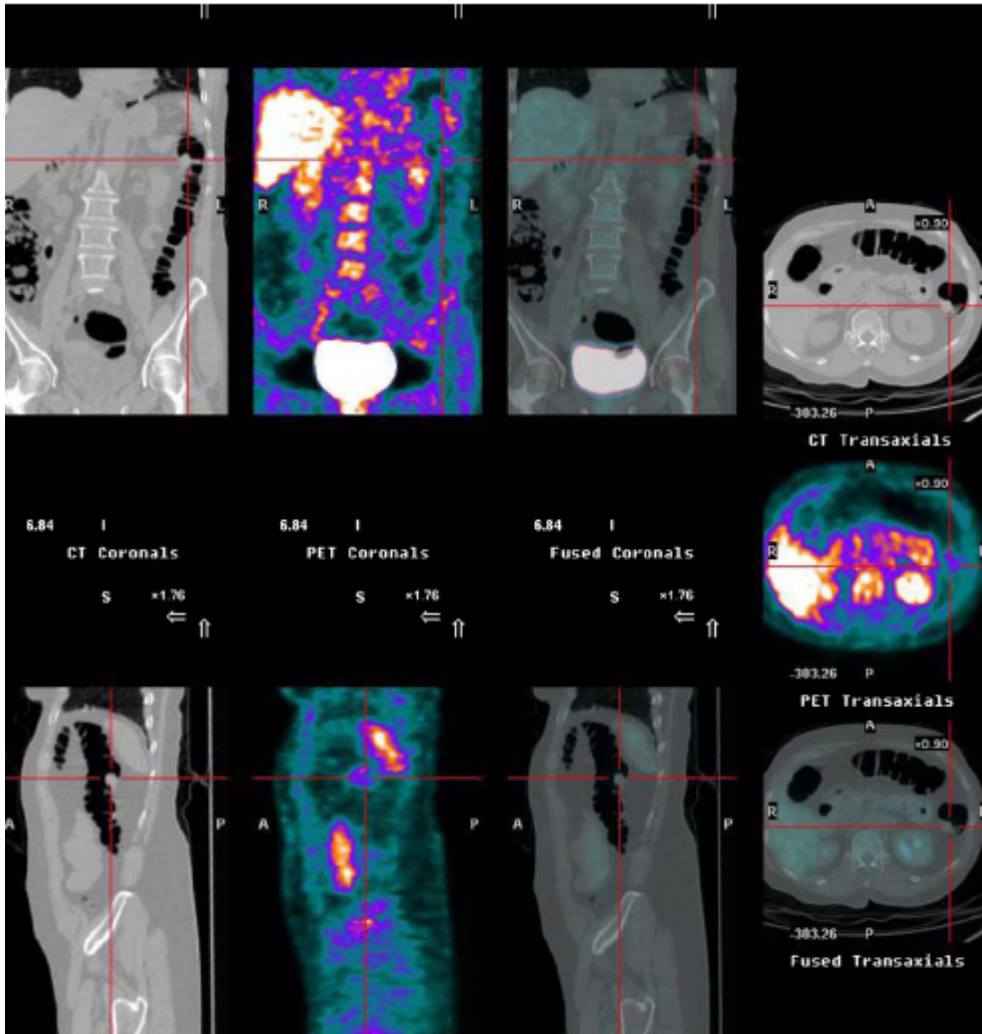 R L
R L
R L
A
×0.90
R
-303.26 P
CT Transaxials
A
×0.90
R L
-303.26 P
PET Transaxials
6.84 I
CT Coronals
S ×1.76
6.84 I
PET Coronals
S ×1.76
6.84 I
Fused Coronals
S ×1.76
A P
A P
A P
A
×0.90
R
-303.26 P
Fused Transaxials